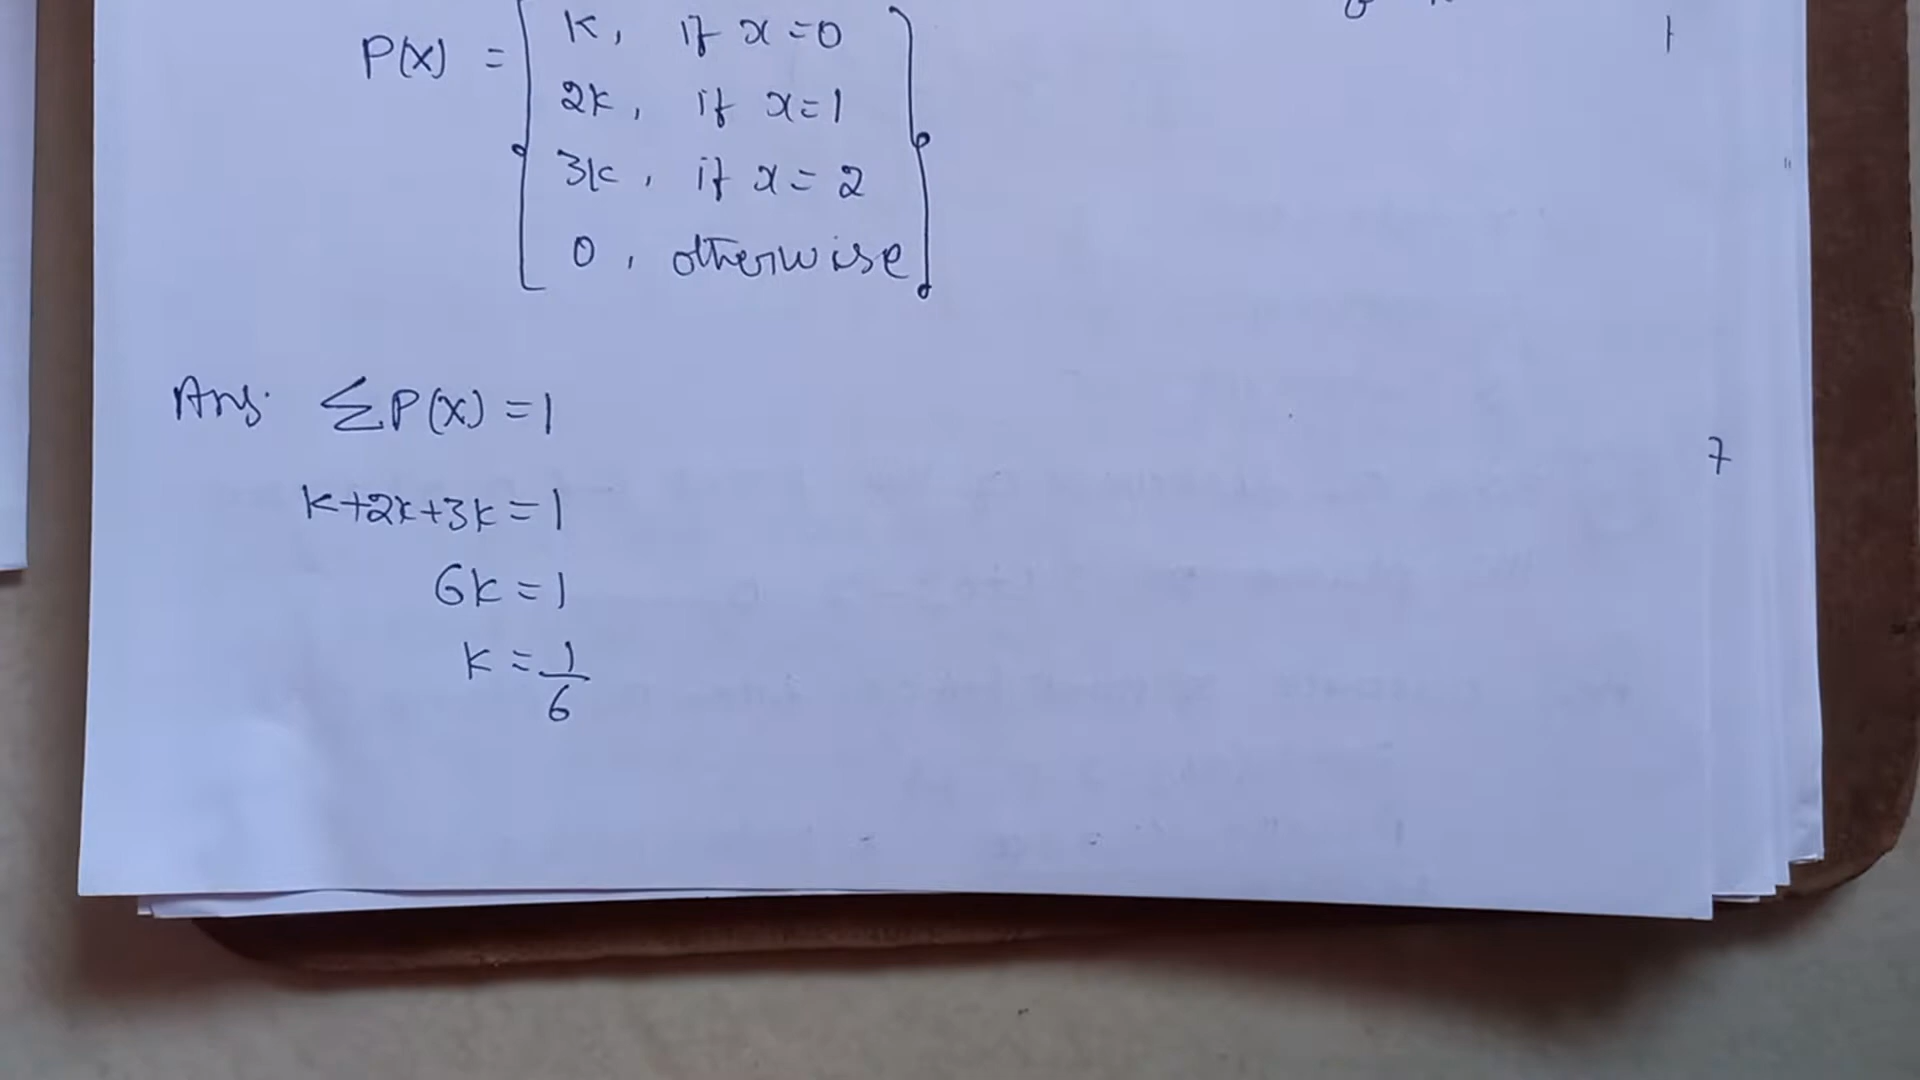 P(X) = k, if x=0
2k, if x=1
3k, if x=2
0, otherwise
1
Ans. ∑P(X) =1
7
k+2k+3k=1
6k=1
k=1/6